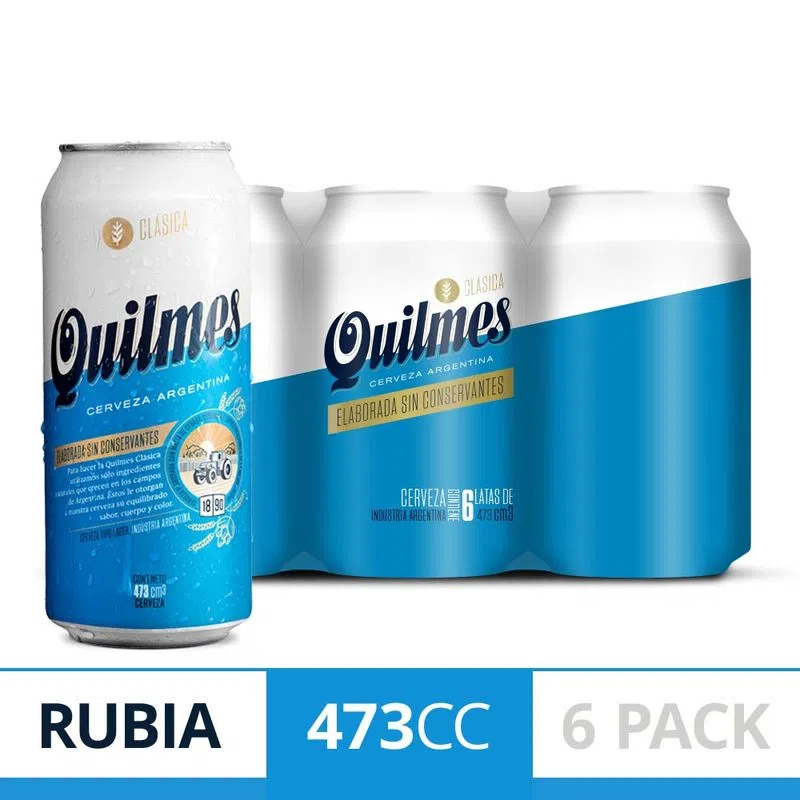 CLÁSICA
Quilmes
CERVEZA ARGENTINA
ELABORADA SIN CONSERVANTES
Para hacer la Quilmes Clásica
utilizamos sólo ingredientes
naturales que crecen en los campos
de Argentina. Éstos le otorgan
a nuestra cerveza su equilibrado
sabor, cuerpo y color.
CERVEZA TIPO LAGER. INDUSTRIA ARGENTINA
18 90
CONT. NETO
473 cm3
CERVEZA
CLÁSICA
Quilmes
CERVEZA ARGENTINA
ELABORADA SIN CONSERVANTES
CERVEZA
INDUSTRIA ARGENTINA
CONTIENE
6
LATAS DE
473 cm3
RUBIA
473CC
6 PACK